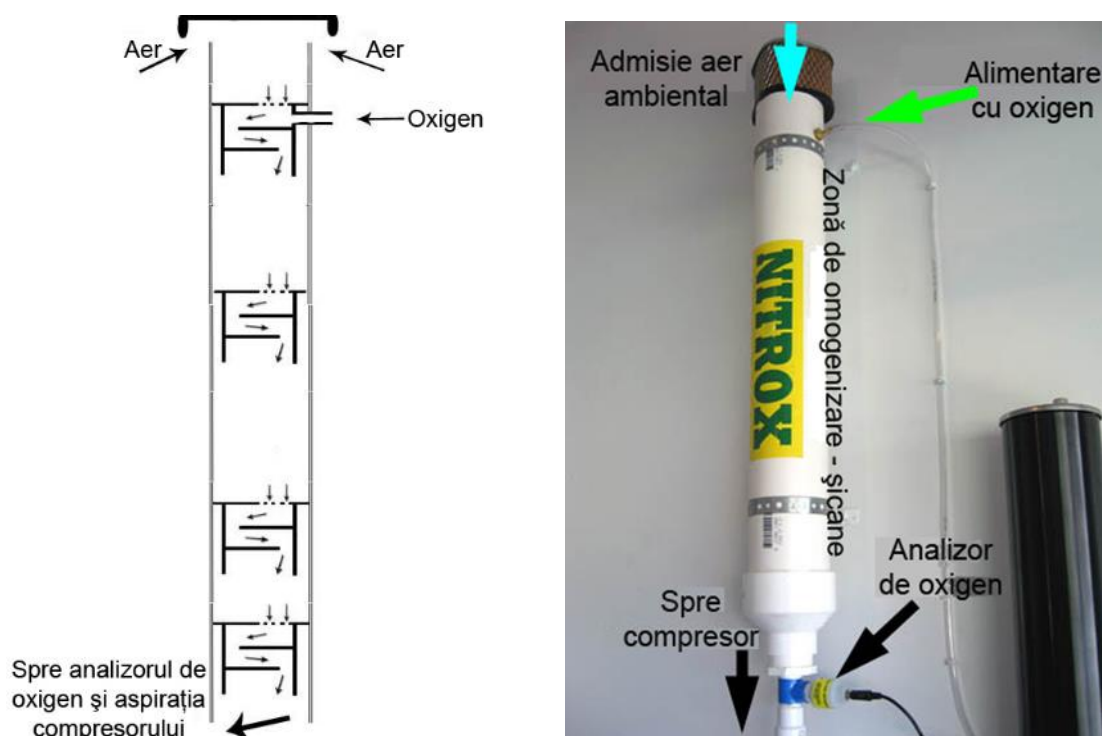 Aer
Aer
Oxigen
Spre analizorul de
oxigen şi aspirația
compresorului
Admisie aer
ambiental
Alimentare
cu oxigen
Zonă de omogenizare - şicane
NITROX
Analizor
de oxigen
Spre
compresor